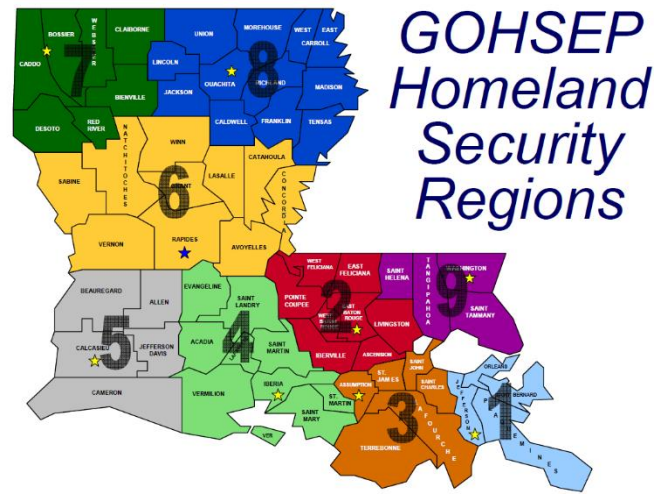 GOHSEP
Homeland
Security
Regions
CADDO
BOSSIER
WEBSTER
CLAIBORNE
BIENVILLE
DESOTO
RED
RIVER
7
UNION
MOREHOUSE
WEST
EAST
CARROLL
LINCOLN
OUACHITA
RICHLAND
MADISON
JACKSON
CALDWELL
FRANKLIN
TENSAS
8
NATCHITOCHES
WINN
SABINE
GRANT
LASALLE
CATAHOULA
CONCORDIA
VERNON
RAPIDES
AVOYELLES
6
WEST
FELICIANA
EAST
FELICIANA
POINTE
COUPEE
WEST
EAST
BATON
ROUGE
LIVINGSTON
IBERVILLE
ASCENSION
2
SAINT
HELENA
TANGIPAHOA
WASHINGTON
SAINT
TAMMANY
9
BEAUREGARD
ALLEN
CALCASIEU
JEFFERSON
DAVIS
CAMERON
5
EVANGELINE
SAINT
LANDRY
ACADIA
SAINT
MARTIN
VERMILION
IBERIA
ST.
MARTIN
SAINT
MARY
VER.
4
ASSUMPTION
ST.
JAMES
SAINT
JOHN
SAINT
CHARLES
LAFOURCHE
TERREBONNE
3
ORLEANS
JEFFERSON
SAINT BERNARD
PLAQUEMINES
1